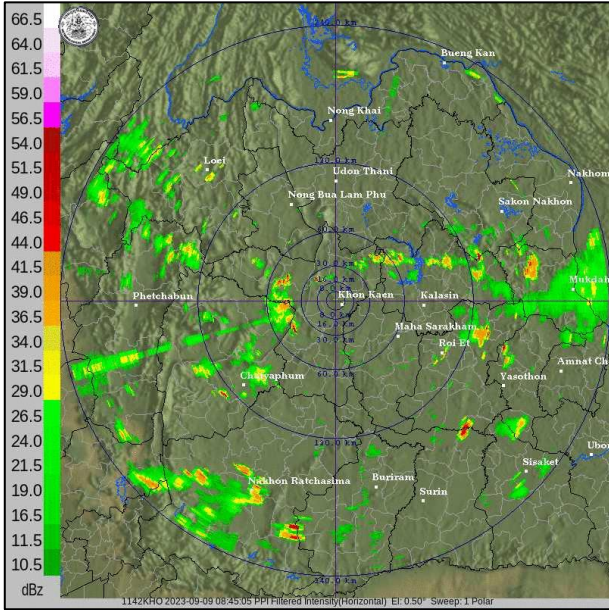 66.5
64.0
61.5
59.0
56.5
54.0
51.5
49.0
46.5
44.0
41.5
39.0
36.5
34.0
31.5
29.0
26.5
24.0
21.5
19.0
16.5
14.0
11.5
10.5
dBz
Bueng Kan
Nong Khai
Loei
Udon Thani
Nakhom
Nong Bua Lam Phu
Sakon Nakhon
Mukdah
Phetchabun
Khon Kaen
Kalasin
Maha Sarakham
Roi Et
Amnat Ch
Chaiyaphum
Yasothon
Ubon
Sisaket
Nakhon Ratchasima
Buriram
Surin
1142KHO 2023-09-09 08:45:05 PPI Filtered Intensity(Horizontal) El: 0.50° Sweep: 1 Polar